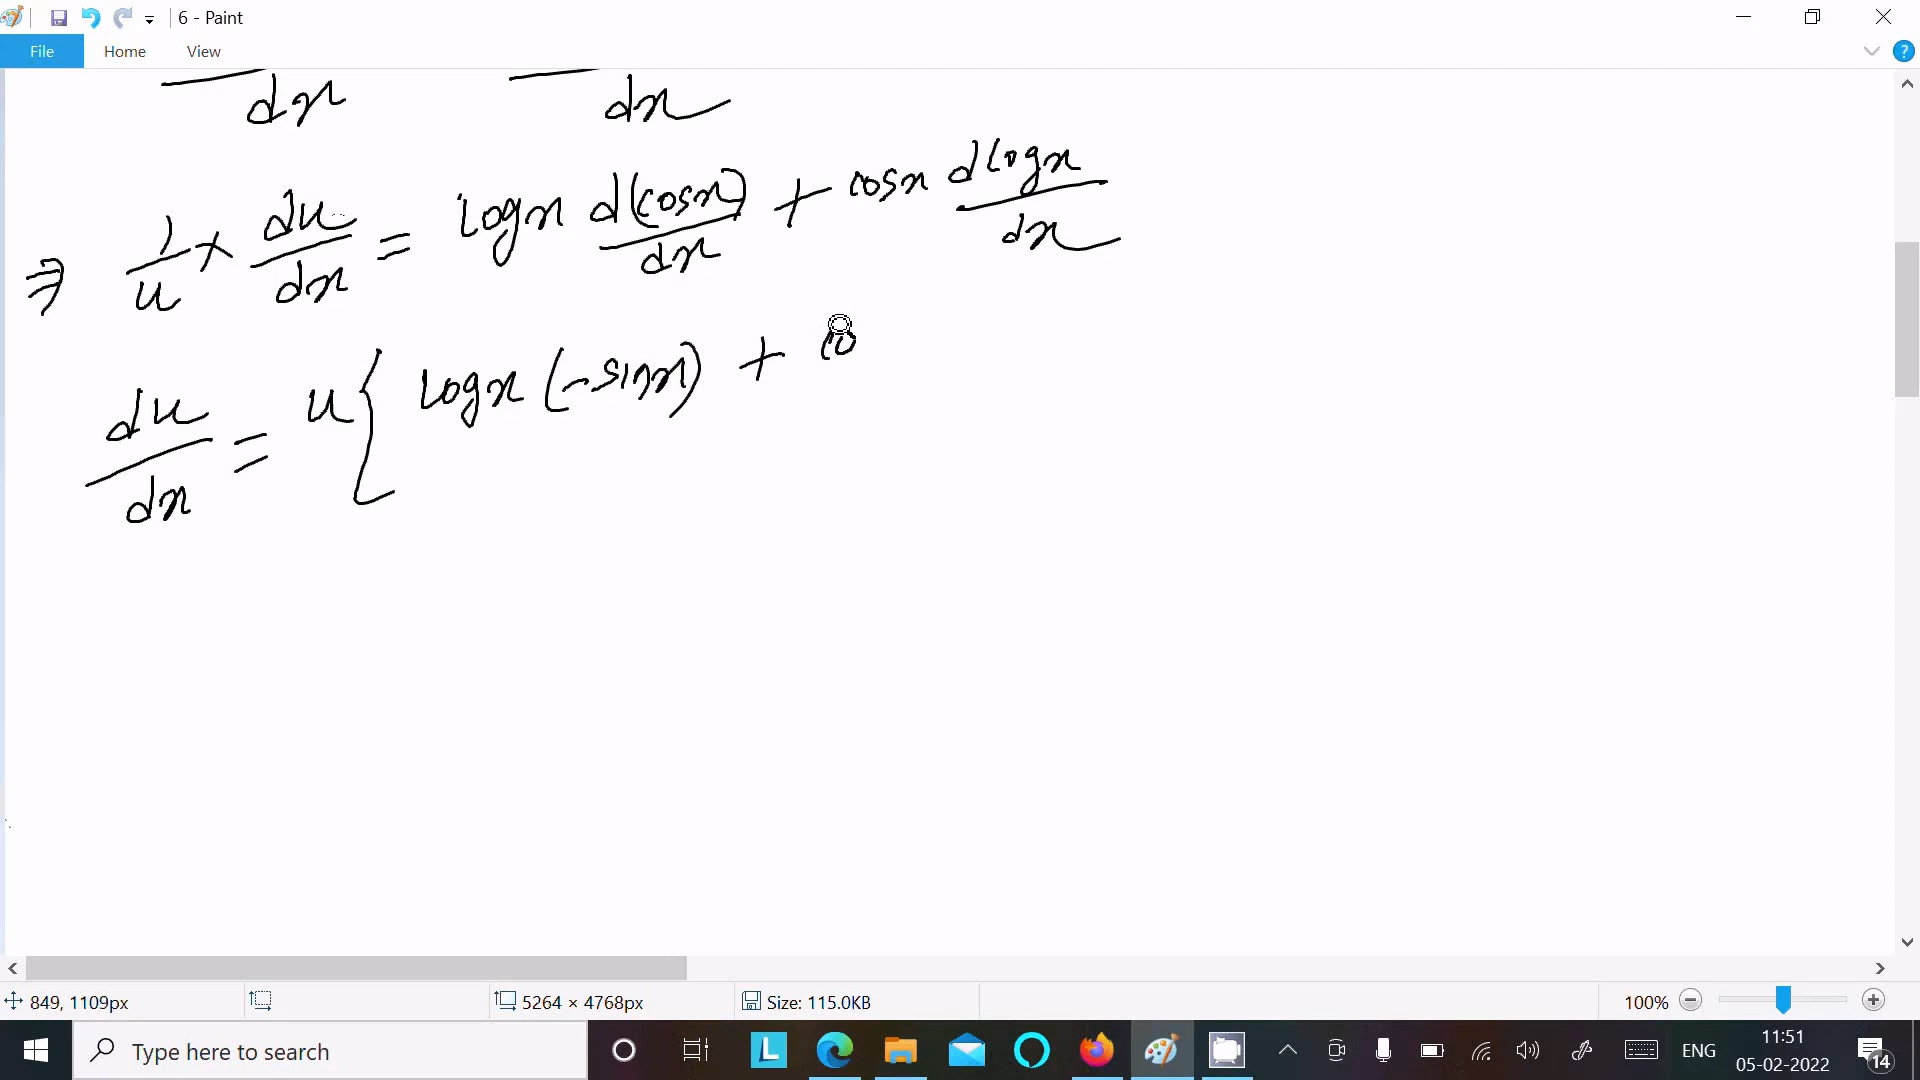 6 - Paint
File Home View
dx dx
⇒ 1/u × du/dx = logx d(cosx)/dx + cosx dlogx/dx
du/dx = u { logx (-sinx) + co
849, 1109px 5264 × 4768px Size: 115.0KB 100%
Type here to search L ENG 11:51
05-02-2022 14